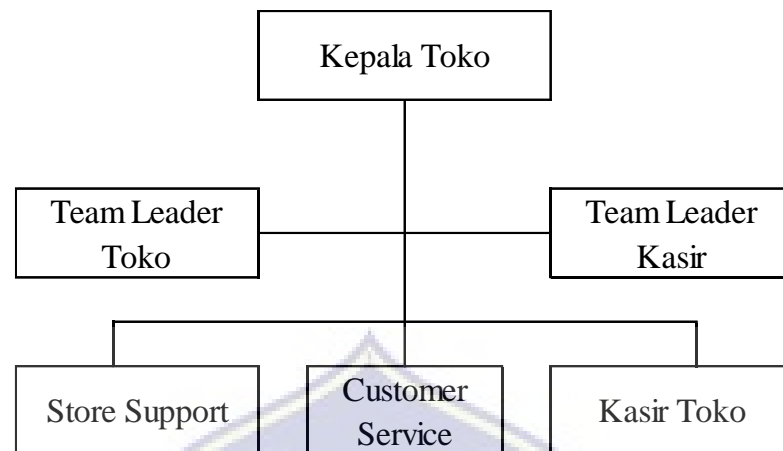 Kepala Toko
Team Leader
Toko
Team Leader
Kasir
Store Support
Customer
Service
Kasir Toko